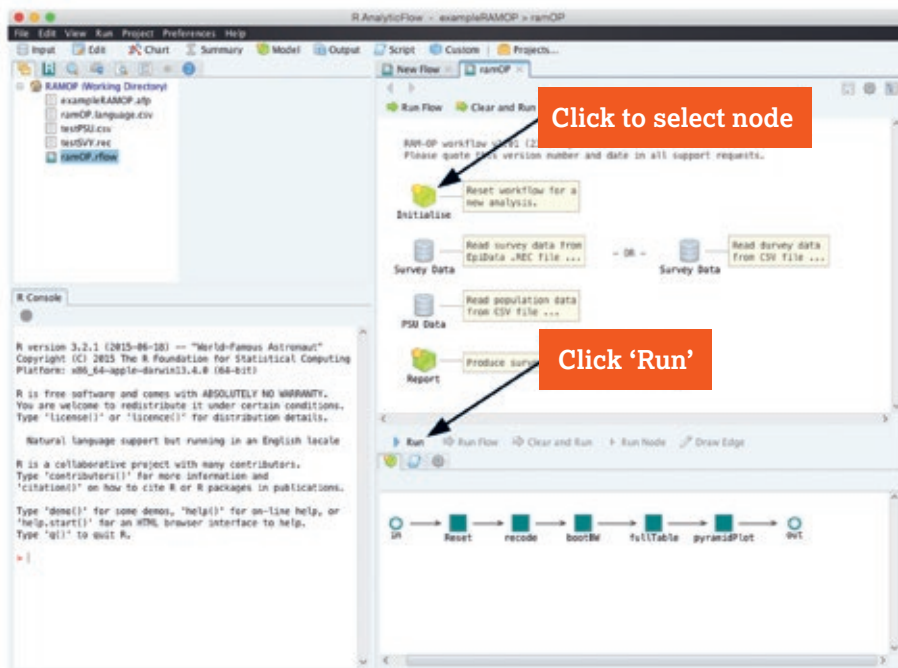 R AnalyticFlow - exampleRAMOP > ramOP
File Edit View Run Project Preferences Help
Input Edit Chart Summary Model Output Script Custom Projects...
RAMOP (Working Directory)
exampleRAMOP.afp
ramOP.language.csv
testPSU.csv
testSVY.rec
ramOP.rflow
New Flow ramOP
Run Flow Clear and Run
Click to select node
RAM-OP workflow
Please quote this version number and date in all support requests.
Initialise
Reset workflow for a
new analysis.
Survey Data
Read survey data from
EpiData .REC file ...
- OR -
Survey Data
Read durvey data
from CSV file ...
PSU Data
Read population data
from CSV file ...
Report
Produce
Click ‘Run’
Run Run Flow Clear and Run Run Node Draw Edge
in Reset recode bootBW fullTable pyramidPlot out
R Console
R version 3.2.1 (2015-06-18) -- "World-Famous Astronaut"
Copyright (C) 2015 The R Foundation for Statistical Computing
Platform: x86_64-apple-darwin13.4.0 (64-bit)
R is free software and comes with ABSOLUTELY NO WARRANTY.
You are welcome to redistribute it under certain conditions.
Type 'license()' or 'licence()' for distribution details.
Natural language support but running in an English locale
R is a collaborative project with many contributors.
Type 'contributors()' for more information and
'citation()' on how to cite R or R packages in publications.
Type 'demo()' for some demos, 'help()' for on-line help, or
'help.start()' for an HTML browser interface to help.
Type 'q()' to quit R.
>